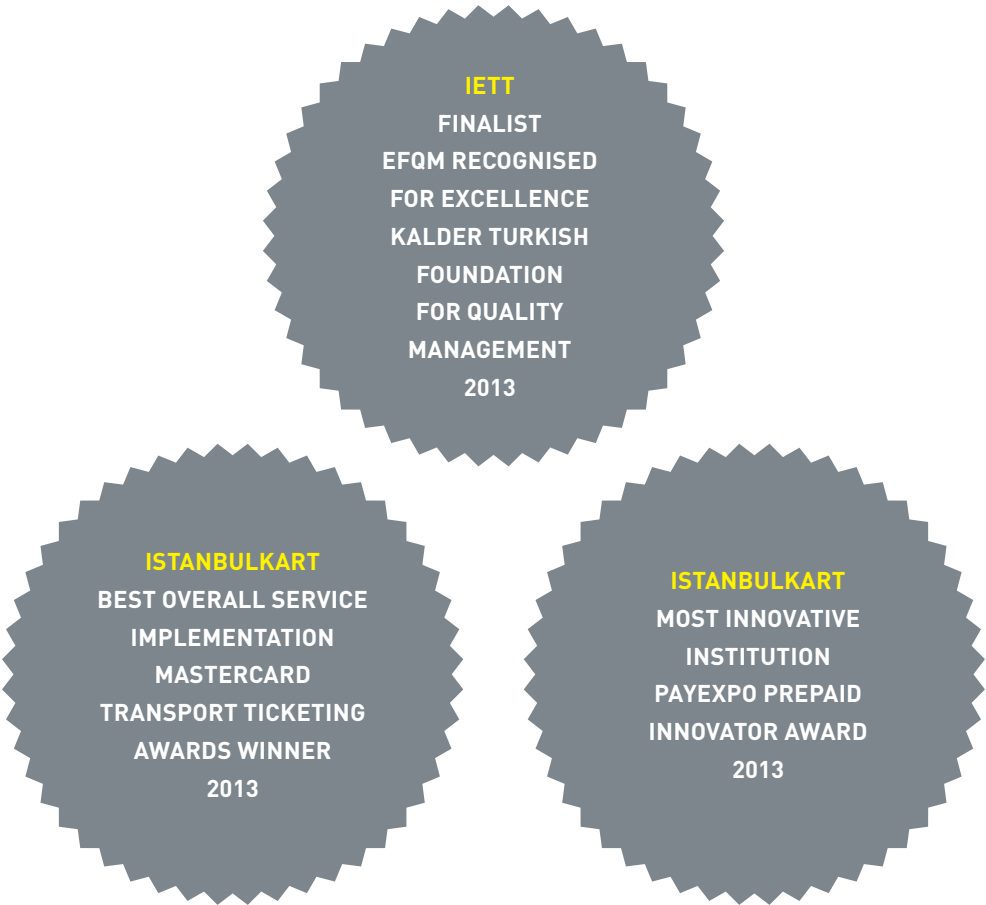 IETT
FINALIST
EFQM RECOGNISED
FOR EXCELLENCE
KALDER TURKISH
FOUNDATION
FOR QUALITY
MANAGEMENT
2013
ISTANBULKART
BEST OVERALL SERVICE
IMPLEMENTATION
MASTERCARD
TRANSPORT TICKETING
AWARDS WINNER
2013
ISTANBULKART
MOST INNOVATIVE
INSTITUTION
PAYEXPO PREPAID
INNOVATOR AWARD
2013